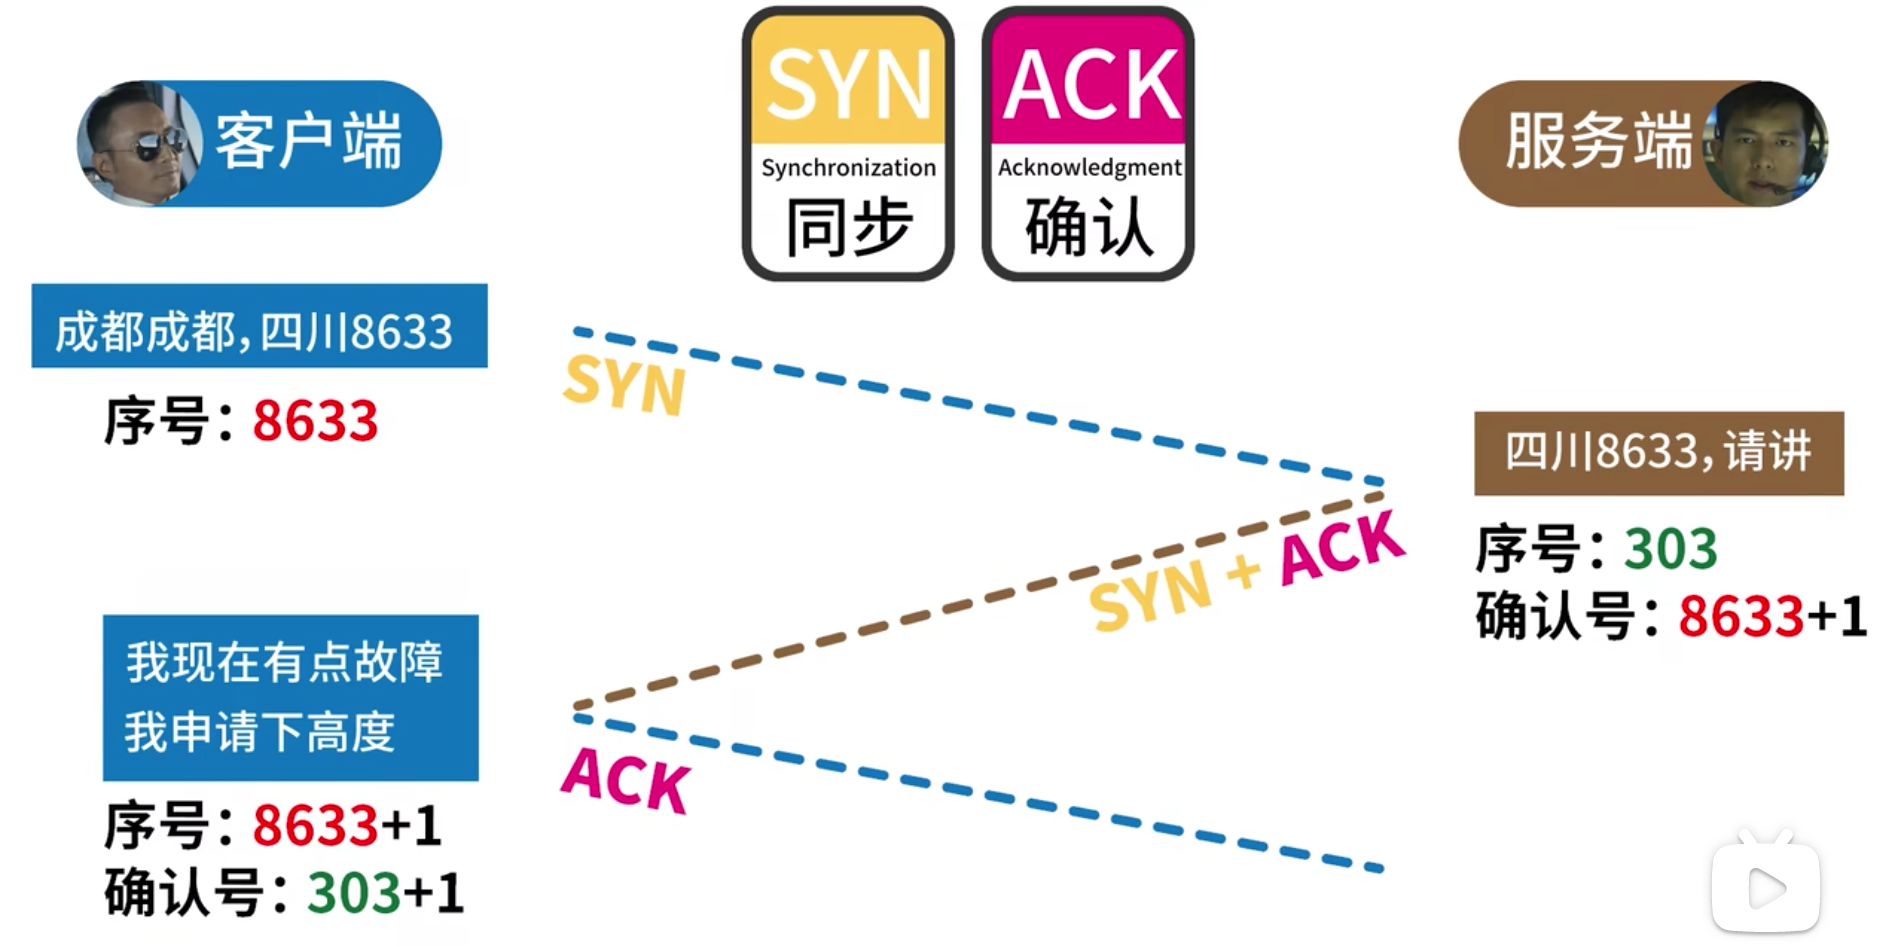 SYN
Synchronization
同步
ACK
Acknowledgment
确认
客户端
服务端
成都成都，四川8633
序号：8633
SYN
四川8633，请讲
序号：303
确认号：8633+1
SYN + ACK
我现在有点故障
我申请下高度
序号：8633+1
确认号：303+1
ACK